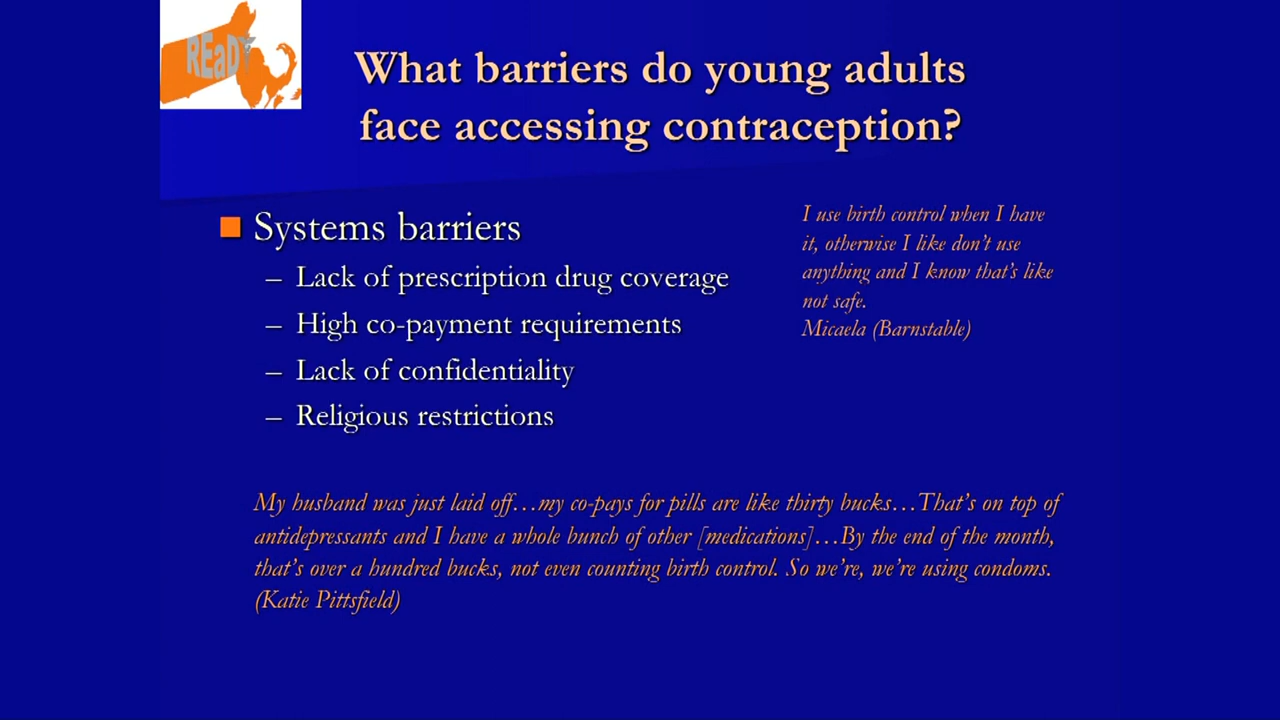 REaDY
What barriers do young adults
face accessing contraception?
Systems barriers
– Lack of prescription drug coverage
– High co-payment requirements
– Lack of confidentiality
– Religious restrictions
I use birth control when I have
it, otherwise I like don't use
anything and I know that's like
not safe.
Micaela (Barnstable)
My husband was just laid off…my co-pays for pills are like thirty bucks…That's on top of
antidepressants and I have a whole bunch of other [medications]…By the end of the month,
that's over a hundred bucks, not even counting birth control. So we're, we're using condoms.
(Katie Pittsfield)